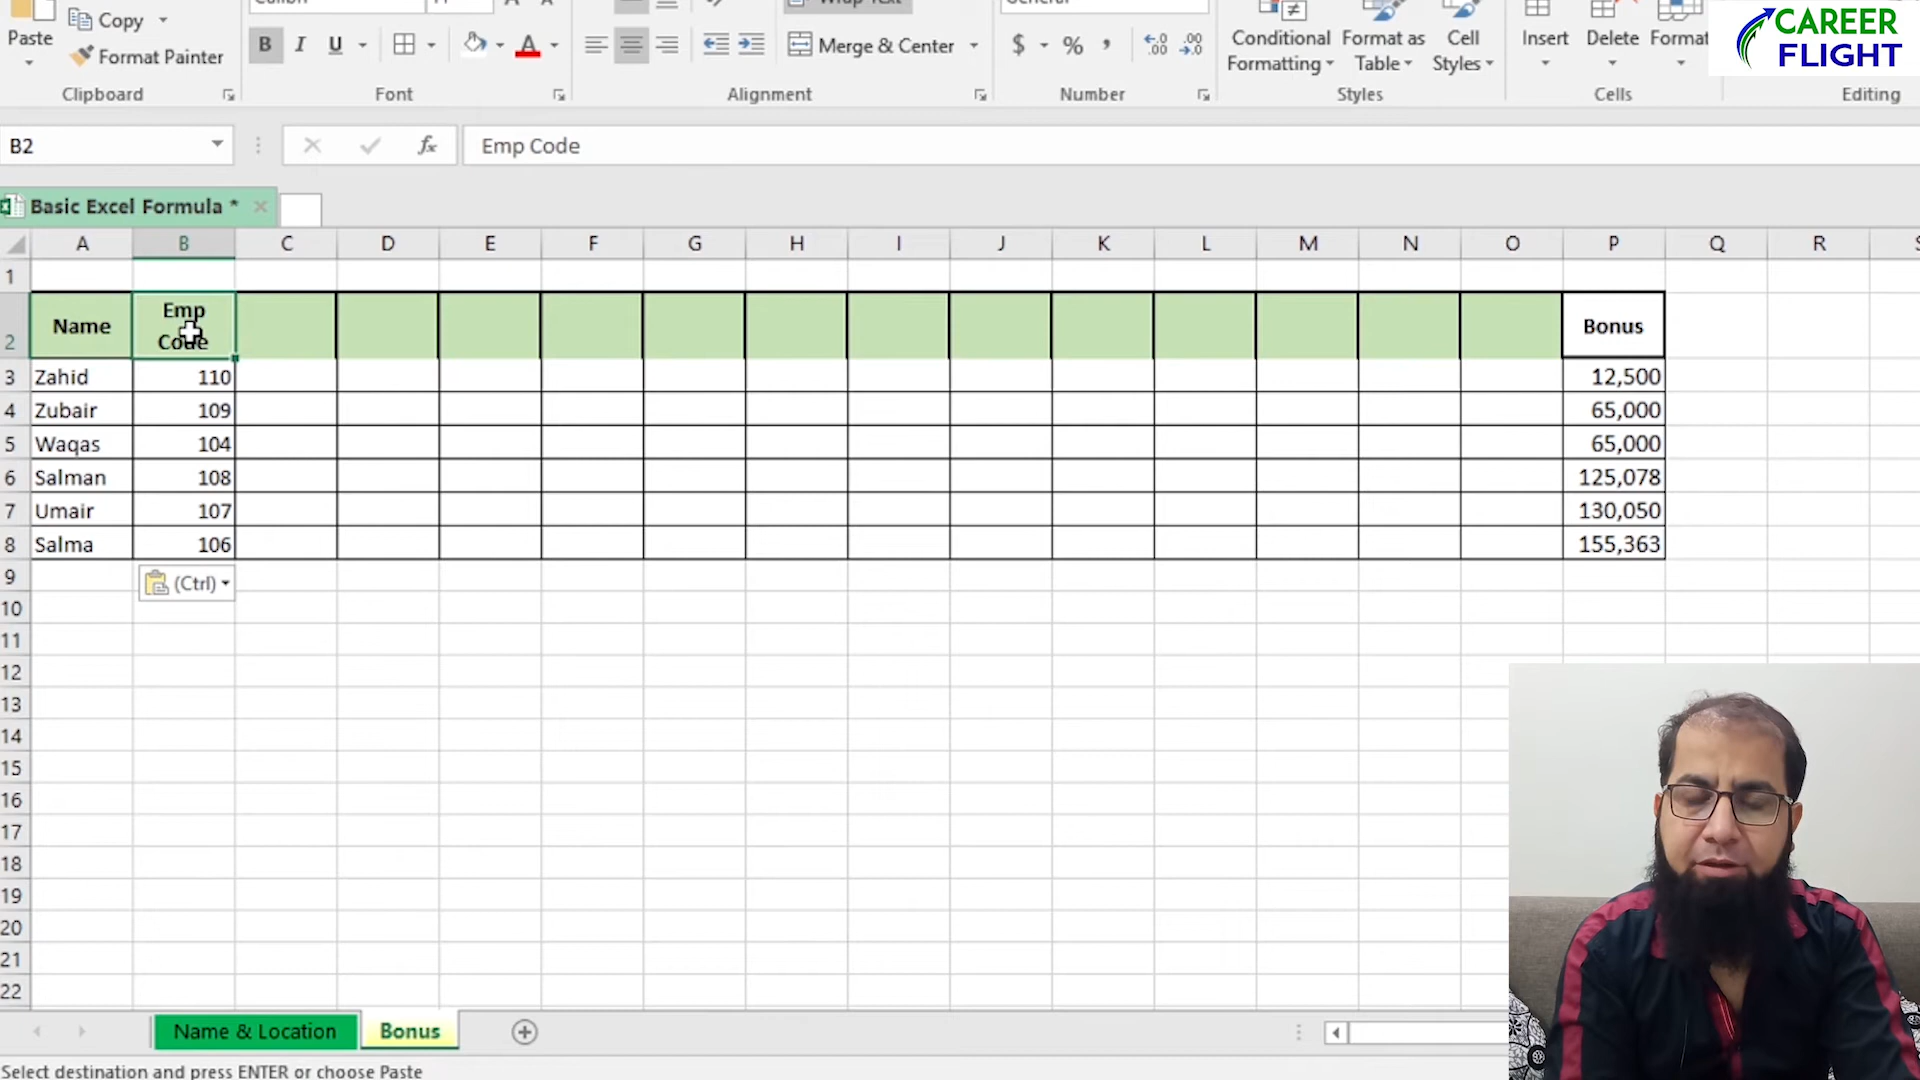 Paste
Copy
Format Painter
Clipboard
B I U
A
Font
Wrap Text
Merge & Center
Alignment
General
$ % ,
Number
Conditional Formatting
Format as Table
Cell Styles
Styles
Insert
Delete
Format
Cells
Editing
CAREER
FLIGHT
B2
fx
Emp Code
Basic Excel Formula *
A B C D E F G H I J K L M N O P Q R
1
2 Name Emp Code Bonus
3 Zahid 110 12,500
4 Zubair 109 65,000
5 Waqas 104 65,000
6 Salman 108 125,078
7 Umair 107 130,050
8 Salma 106 155,363
9
(Ctrl)
10
11
12
13
14
15
16
17
18
19
20
21
22
Name & Location
Bonus
Select destination and press ENTER or choose Paste